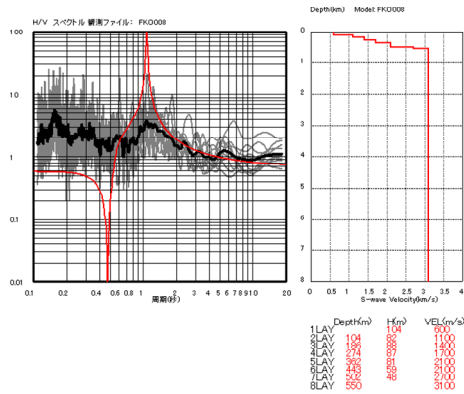 Depth(km) Model: FKO008
H/V スペクトル 観測ファイル: FKO008
100
10
1
0.1
0.01
0.1 0.2 0.4 0.6 0.8 1 2 3 4 5 6 7 8 9 10 20
周期(秒)
0
1
2
3
4
5
6
7
8
0 0.5 1 1.5 2 2.5 3 3.5 4
S-wave Velocity(km/s)
Depth(m) H(m) VEL(m/s)
1LAY 104 600
2LAY 104 82 1100
3LAY 186 88 1400
4LAY 274 87 1700
5LAY 362 81 2100
6LAY 443 59 2100
7LAY 502 48 2700
8LAY 550 3100